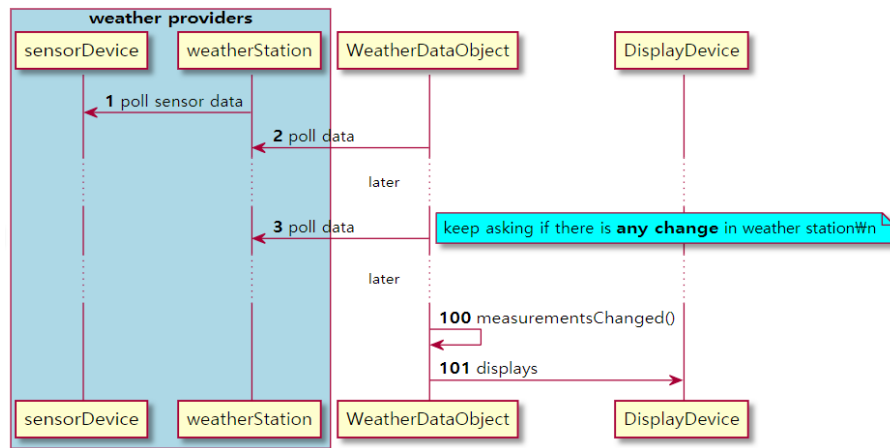 weather providers
sensorDevice
weatherStation
WeatherDataObject
DisplayDevice
1 poll sensor data
2 poll data
later
3 poll data
keep asking if there is any change in weather station₩n
later
100 measurementsChanged()
101 displays
sensorDevice
weatherStation
WeatherDataObject
DisplayDevice